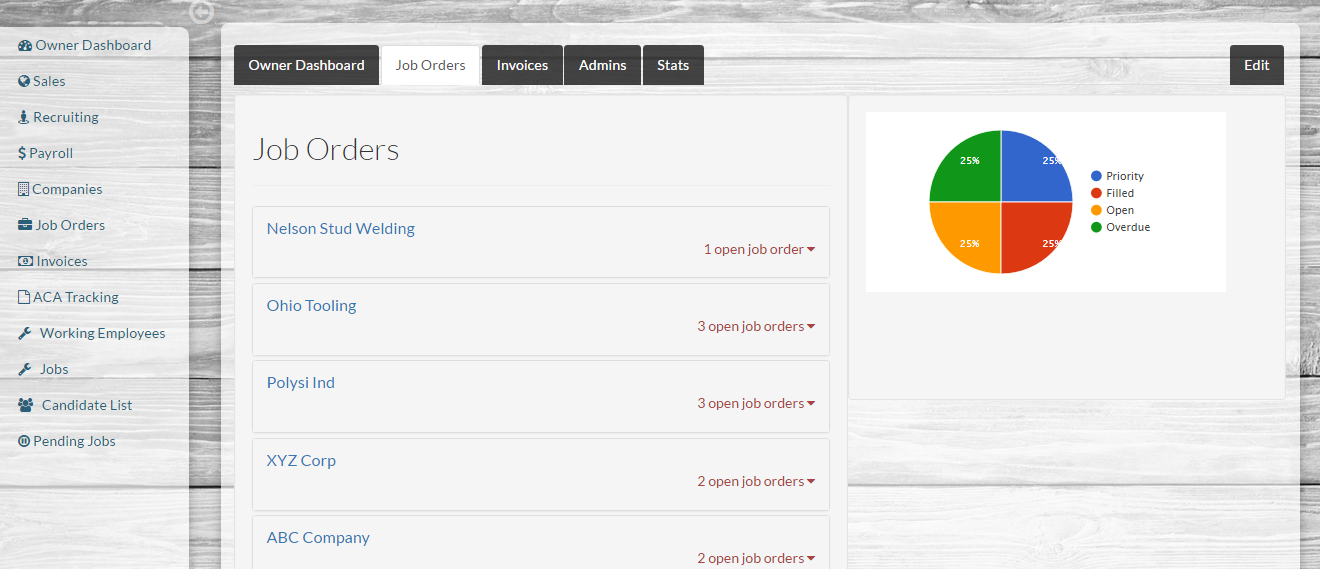 Owner Dashboard
Sales
Recruiting
Payroll
Companies
Job Orders
Invoices
ACA Tracking
Working Employees
Jobs
Candidate List
Pending Jobs
Owner Dashboard
Job Orders
Invoices
Admins
Stats
Edit
Job Orders
Nelson Stud Welding
1 open job order
Ohio Tooling
3 open job orders
Polysi Ind
3 open job orders
XYZ Corp
2 open job orders
ABC Company
2 open job orders
25%
25%
25%
25%
Priority
Filled
Open
Overdue